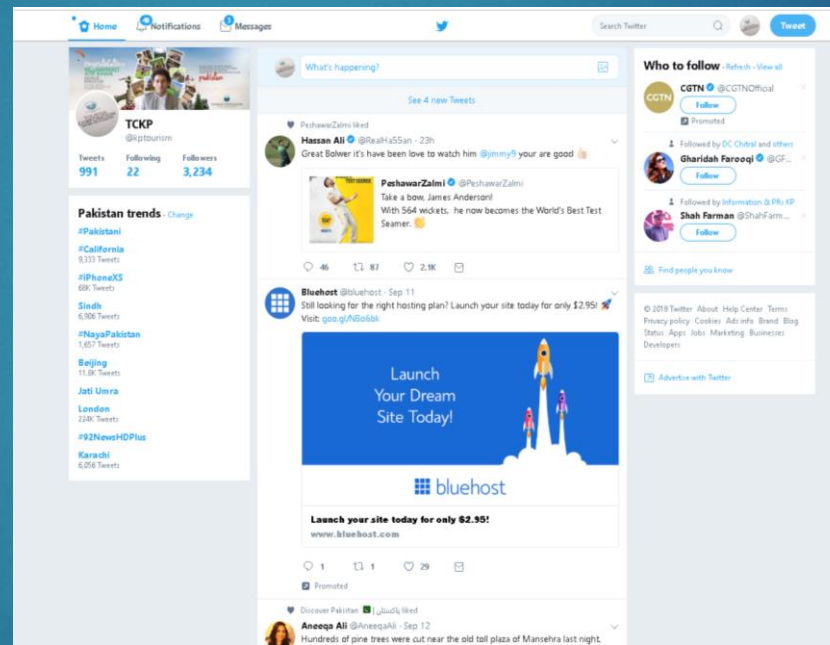 Home
Notifications
Messages
Search Twitter
Tweet
TCKP
@kptourism
Tweets Following Followers
991 22 3,234
Pakistan trends · Change
#Pakistani
#California
9,333 Tweets
#iPhoneXS
68K Tweets
Sindh
6,906 Tweets
#NayaPakistan
1,657 Tweets
Beijing
11.8K Tweets
Jati Umra
London
224K Tweets
#92NewsHDPlus
Karachi
6,056 Tweets
What's happening?
See 4 new Tweets
PeshawarZalmi liked
Hassan Ali @RealHa55an · 23h
Great Bolwer it's have been love to watch him @jimmy9 your are good
PeshawarZalmi @PeshawarZalmi
Take a bow, James Anderson!
With 564 wickets, he now becomes the World's Best Test
Seamer.
46 87 2.1K
Bluehost @bluehost · Sep 11
Still looking for the right hosting plan? Launch your site today for only $2.95!
Visit:
Launch
Your Dream
Site Today!
bluehost
Launch your site today for only $2.95!
www.bluehost.com
1 1 29
Promoted
Discover Pakistan | پاکستان liked
Aneeqa Ali @AneeqaAli · Sep 12
Hundreds of pine trees were cut near the old toll plaza of Mansehra last night,
Who to follow · Refresh · View all
CGTN @CGTNOfficial
Follow
Promoted
Followed by DC Chitral and others
Gharidah Farooqi @GF...
Follow
Followed by Information & PRs KP
Shah Farman @ShahFarm...
Follow
Find people you know
© 2018 Twitter About Help Center Terms
Privacy policy Cookies Ads info Brand Blog
Status Apps Jobs Marketing Businesses
Developers
Advertise with Twitter